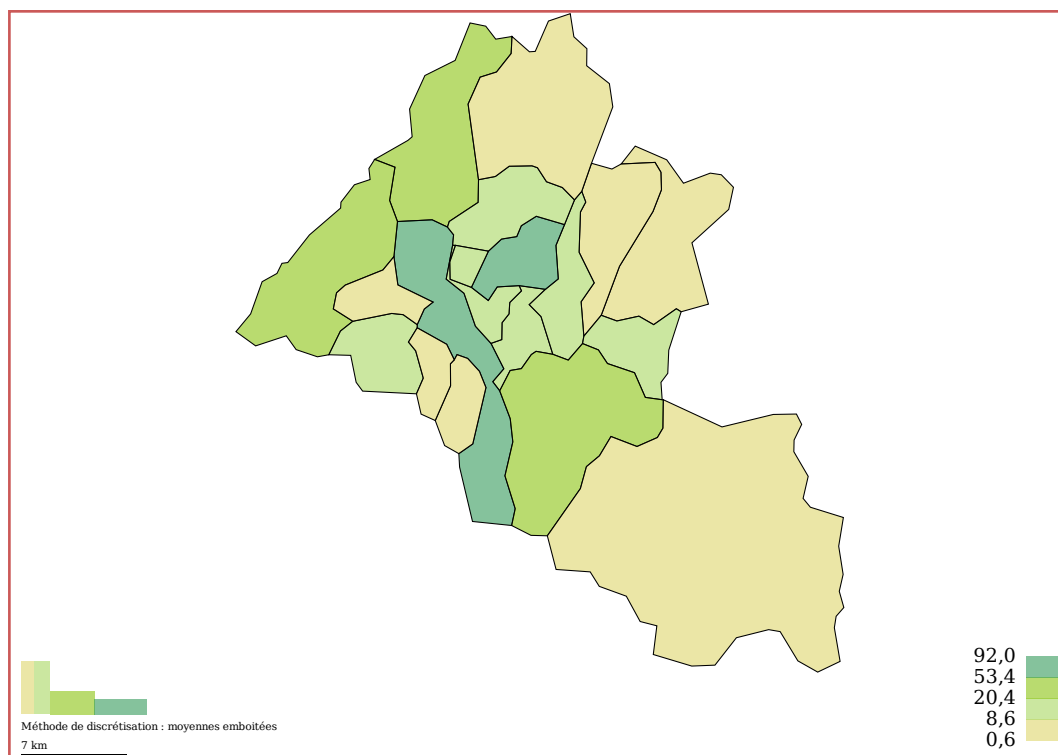 Méthode de discrétisation : moyennes emboitées
7 km
92,0
53,4
20,4
8,6
0,6